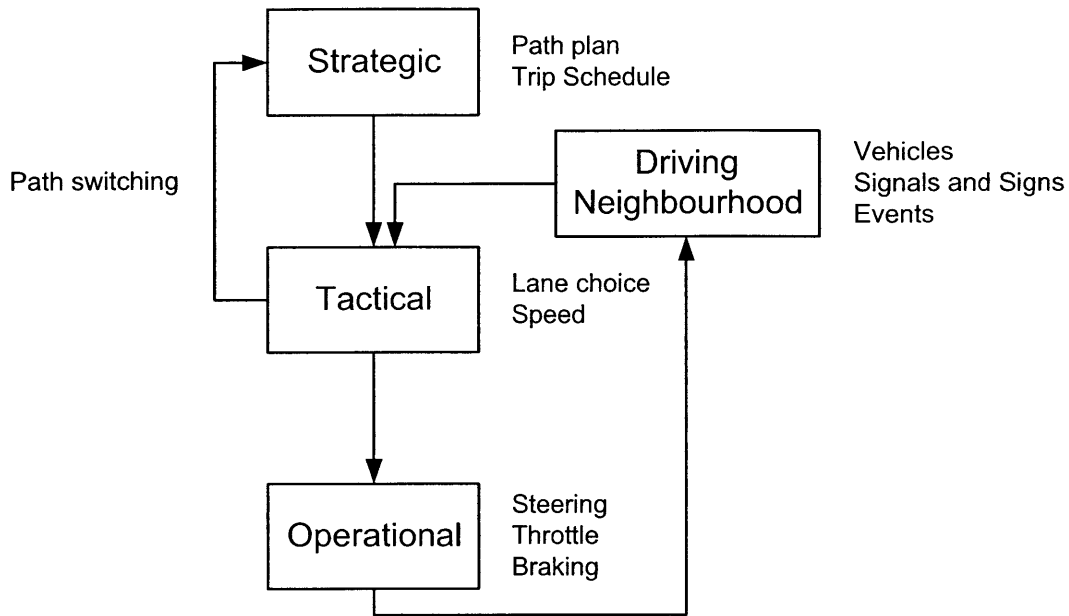 Strategic
Path plan
Trip Schedule
Path switching
Driving
Neighbourhood
Vehicles
Signals and Signs
Events
Tactical
Lane choice
Speed
Operational
Steering
Throttle
Braking